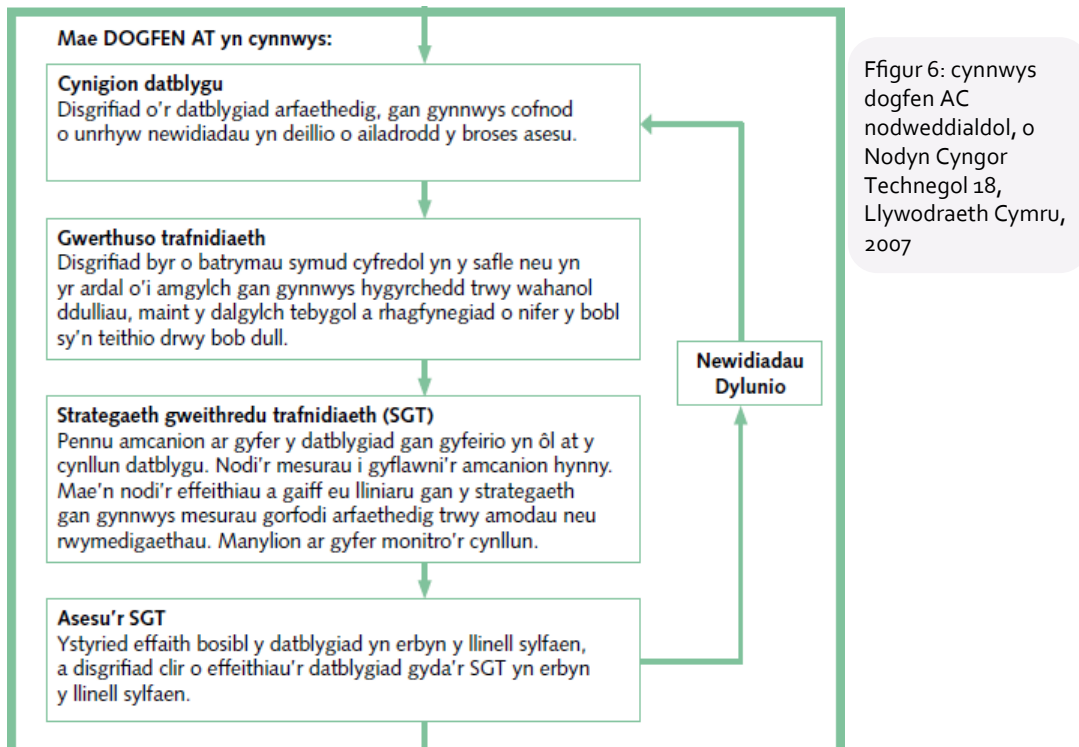 Mae DOGFEN AT yn cynnwys:
Cynigion datblygu
Disgrifiad o'r datblygiad arfaethedig, gan gynnwys cofnod
o unrhyw newidiadau yn deillio o ailadrodd y broses asesu.
Gwerthuso trafnidiaeth
Disgrifiad byr o batrymau symud cyfredol yn y safle neu yn
yr ardal o'i amgylch gan gynnwys hygyrchedd trwy wahanol
ddulliau, maint y dalgylch tebygol a rhagfynegiad o nifer y bobl
sy'n teithio drwy bob dull.
Strategaeth gweithredu trafnidiaeth (SGT)
Pennu amcanion ar gyfer y datblygiad gan gyfeirio yn ôl at y
cynllun datblygu. Nodi'r mesurau i gyflawni'r amcanion hynny.
Mae'n nodi'r effeithiau a gaiff eu lliniaru gan y strategaeth
gan gynnwys mesurau gorfodi arfaethedig trwy amodau neu
rwymedigaethau. Manylion ar gyfer monitro'r cynllun.
Asesu'r SGT
Ystyried effaith bosibl y datblygiad yn erbyn y llinell sylfaen,
a disgrifiad clir o effeithiau'r datblygiad gyda'r SGT yn erbyn
y llinell sylfaen.
Newidiadau
Dylunio
Ffigur 6: cynnwys
dogfen AC
nodweddialdol, o
Nodyn Cyngor
Technegol 18,
Llywodraeth Cymru,
2007